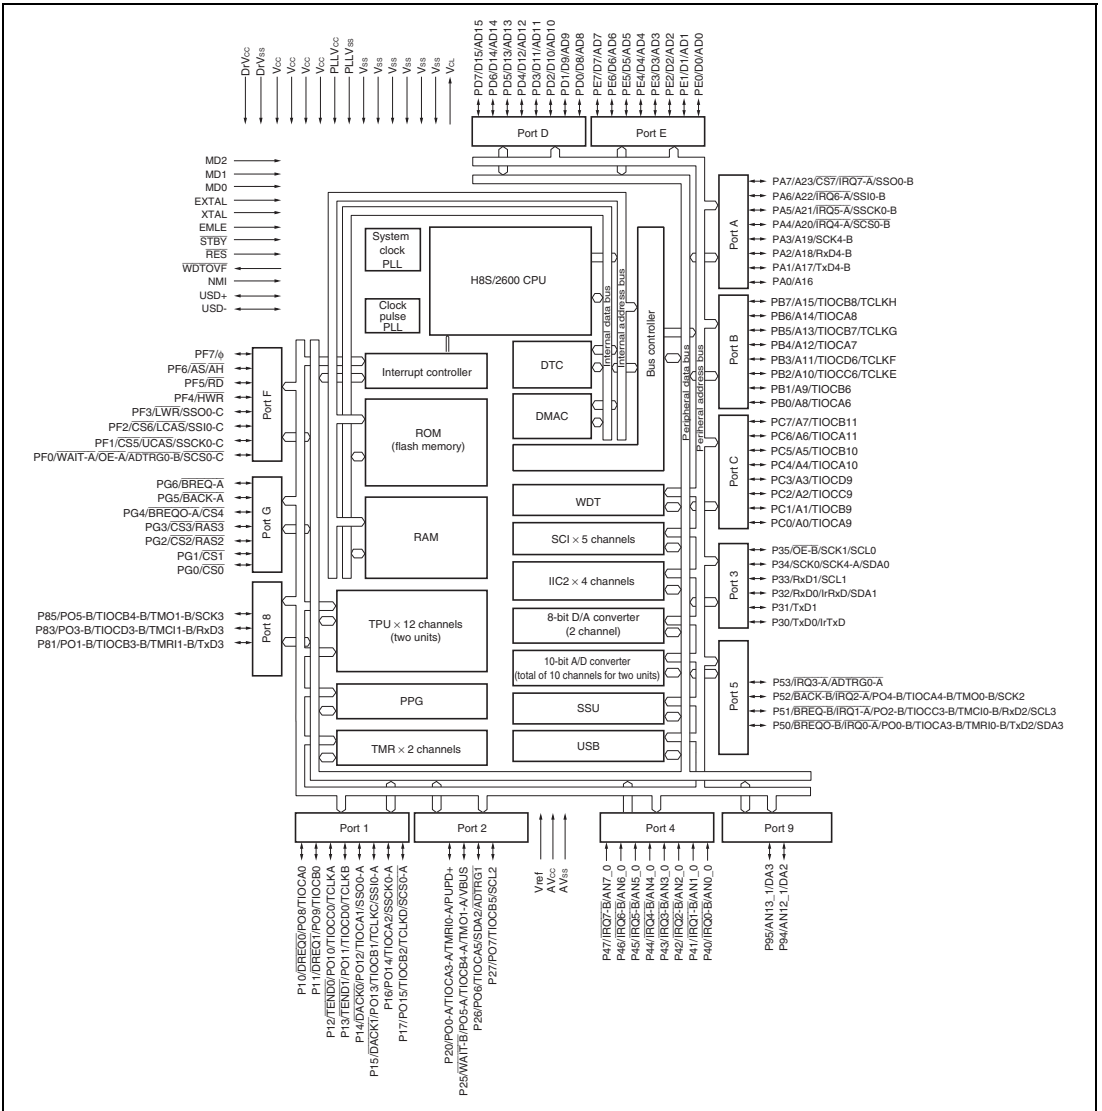 DrVCC
DrVSS
VCC
VCC
VCC
VCC
PLLVCC
PLLVSS
VSS
VSS
VSS
VSS
VSS
VSS
VCL
PD7/D15/AD15
PD6/D14/AD14
PD5/D13/AD13
PD4/D12/AD12
PD3/D11/AD11
PD2/D10/AD10
PD1/D9/AD9
PD0/D8/AD8
PE7/D7/AD7
PE6/D6/AD6
PE5/D5/AD5
PE4/D4/AD4
PE3/D3/AD3
PE2/D2/AD2
PE1/D1/AD1
PE0/D0/AD0
Port D
Port E
MD2
MD1
MD0
EXTAL
XTAL
EMLE
STBY
RES
WDTOVF
NMI
USD+
USD-
PF7/ϕ
PF6/AS/AH
PF5/RD
PF4/HWR
PF3/LWR/SSO0-C
PF2/CS6/LCAS/SSI0-C
PF1/CS5/UCAS/SSCK0-C
PF0/WAIT-A/OE-A/ADTRG0-B/SCS0-C
Port F
PG6/BREQ-A
PG5/BACK-A
PG4/BREQO-A/CS4
PG3/CS3/RAS3
PG2/CS2/RAS2
PG1/CS1
PG0/CS0
Port G
P85/PO5-B/TIOCB4-B/TMO1-B/SCK3
P83/PO3-B/TIOCD3-B/TMCI1-B/RxD3
P81/PO1-B/TIOCB3-B/TMRI1-B/TxD3
Port 8
System
clock
PLL
Clock
pulse
PLL
H8S/2600 CPU
Interrupt controller
ROM
(flash memory)
RAM
TPU × 12 channels
(two units)
PPG
TMR × 2 channels
DTC
DMAC
Internal data bus
Internal address bus
Bus controller
Peripheral data bus
Periheral address bus
WDT
SCI × 5 channels
IIC2 × 4 channels
8-bit D/A converter
(2 channel)
10-bit A/D converter
(total of 10 channels for two units)
SSU
USB
Port A
PA7/A23/CS7/IRQ7-A/SSO0-B
PA6/A22/IRQ6-A/SSI0-B
PA5/A21/IRQ5-A/SSCK0-B
PA4/A20/IRQ4-A/SCS0-B
PA3/A19/SCK4-B
PA2/A18/RxD4-B
PA1/A17/TxD4-B
PA0/A16
Port B
PB7/A15/TIOCB8/TCLKH
PB6/A14/TIOCA8
PB5/A13/TIOCB7/TCLKG
PB4/A12/TIOCA7
PB3/A11/TIOCD6/TCLKF
PB2/A10/TIOCC6/TCLKE
PB1/A9/TIOCB6
PB0/A8/TIOCA6
Port C
PC7/A7/TIOCB11
PC6/A6/TIOCA11
PC5/A5/TIOCB10
PC4/A4/TIOCA10
PC3/A3/TIOCD9
PC2/A2/TIOCC9
PC1/A1/TIOCB9
PC0/A0/TIOCA9
Port 3
P35/OE-B/SCK1/SCL0
P34/SCK0/SCK4-A/SDA0
P33/RxD1/SCL1
P32/RxD0/IrRxD/SDA1
P31/TxD1
P30/TxD0/IrTxD
Port 5
P53/IRQ3-A/ADTRG0-A
P52/BACK-B/IRQ2-A/PO4-B/TIOCA4-B/TMO0-B/SCK2
P51/BREQ-B/IRQ1-A/PO2-B/TIOCC3-B/TMCI0-B/RxD2/SCL3
P50/BREQO-B/IRQ0-A/PO0-B/TIOCA3-B/TMRI0-B/TxD2/SDA3
Port 1
Port 2
Port 4
Port 9
P10/DREQ0/PO8/TIOCA0
P11/DREQ1/PO9/TIOCB0
P12/TEND0/PO10/TIOCC0/TCLKA
P13/TEND1/PO11/TIOCD0/TCLKB
P14/DACK0/PO12/TIOCA1/SSO0-A
P15/DACK1/PO13/TIOCB1/TCLKC/SSI0-A
P16/PO14/TIOCA2/SSCK0-A
P17/PO15/TIOCB2/TCLKD/SCS0-A
P20/PO0-A/TIOCA3-A/TMRI0-A/PUPD+
P25/WAIT-B/PO5-A/TIOCB4-A/TMO1-A/VBUS
P26/PO6/TIOCA5/SDA2/ADTRG1
P27/PO7/TIOCB5/SCL2
Vref
AVCC
AVSS
P47/IRQ7-B/AN7_0
P46/IRQ6-B/AN6_0
P45/IRQ5-B/AN5_0
P44/IRQ4-B/AN4_0
P43/IRQ3-B/AN3_0
P42/IRQ2-B/AN2_0
P41/IRQ1-B/AN1_0
P40/IRQ0-B/AN0_0
P95/AN13_1/DA3
P94/AN12_1/DA2